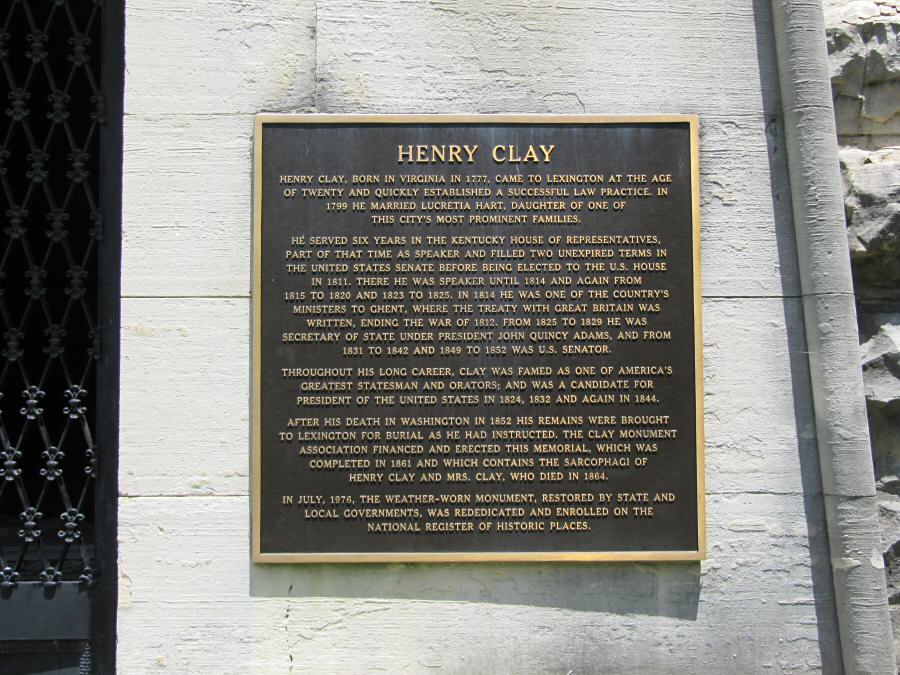 HENRY CLAY
HENRY CLAY, BORN IN VIRGINIA IN 1777, CAME TO LEXINGTON AT THE AGE
OF TWENTY AND QUICKLY ESTABLISHED A SUCCESSFUL LAW PRACTICE. IN
1799 HE MARRIED LUCRETIA HART, DAUGHTER OF ONE OF
THIS CITY'S MOST PROMINENT FAMILIES.
HE SERVED SIX YEARS IN THE KENTUCKY HOUSE OF REPRESENTATIVES,
PART OF THAT TIME AS SPEAKER AND FILLED TWO UNEXPIRED TERMS IN
THE UNITED STATES SENATE BEFORE BEING ELECTED TO THE U.S. HOUSE
IN 1811. THERE HE WAS SPEAKER UNTIL 1814 AND AGAIN FROM
1815 TO 1820 AND 1823 TO 1825. IN 1814 HE WAS ONE OF THE COUNTRY'S
MINISTERS TO GHENT, WHERE THE TREATY WITH GREAT BRITAIN WAS
WRITTEN, ENDING THE WAR OF 1812. FROM 1825 TO 1829 HE WAS
SECRETARY OF STATE UNDER PRESIDENT JOHN QUINCY ADAMS, AND FROM
1831 TO 1842 AND 1849 TO 1852 WAS U.S. SENATOR.
THROUGHOUT HIS LONG CAREER, CLAY WAS FAMED AS ONE OF AMERICA'S
GREATEST STATESMAN AND ORATORS; AND WAS A CANDIDATE FOR
PRESIDENT OF THE UNITED STATES IN 1824, 1832 AND AGAIN IN 1844.
AFTER HIS DEATH IN WASHINGTON IN 1852 HIS REMAINS WERE BROUGHT
TO LEXINGTON FOR BURIAL AS HE HAD INSTRUCTED. THE CLAY MONUMENT
ASSOCIATION FINANCED AND ERECTED THIS MEMORIAL, WHICH WAS
COMPLETED IN 1861 AND WHICH CONTAINS THE SARCOPHAGI OF
HENRY CLAY AND MRS. CLAY, WHO DIED IN 1864.
IN JULY, 1976, THE WEATHER-WORN MONUMENT, RESTORED BY STATE AND
LOCAL GOVERNMENTS, WAS REDEDICATED AND ENROLLED ON THE
NATIONAL REGISTER OF HISTORIC PLACES.